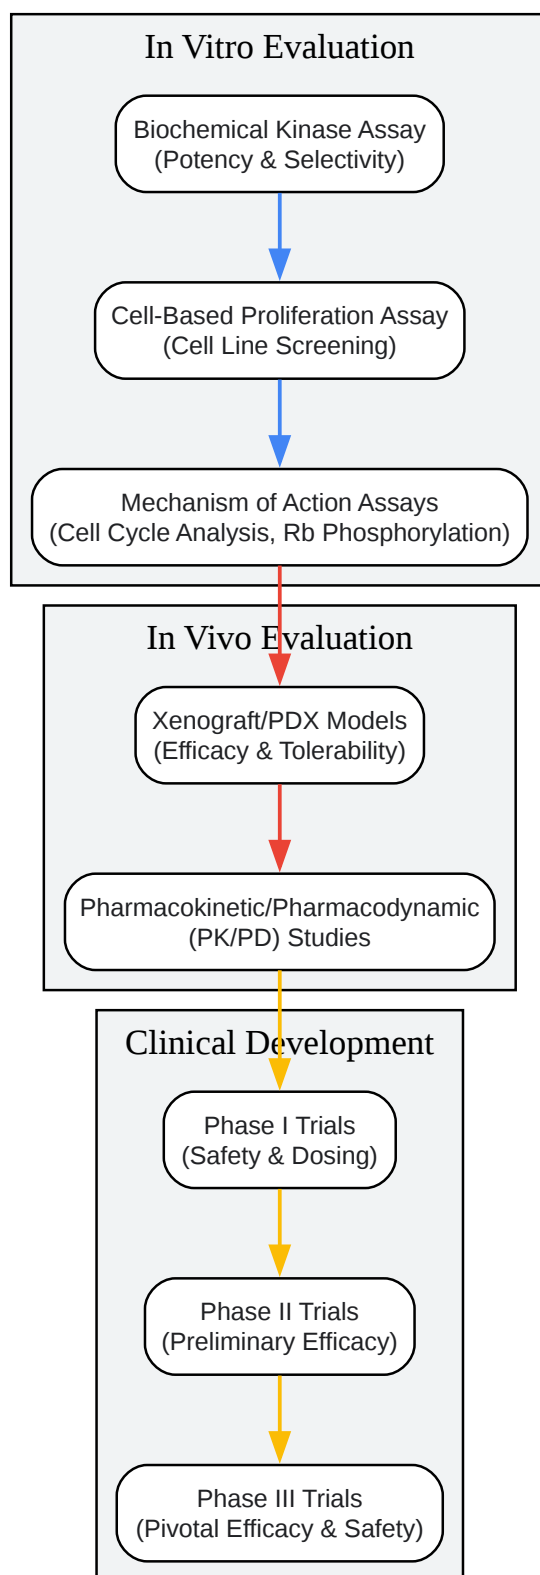 In Vitro Evaluation
Biochemical Kinase Assay
(Potency & Selectivity)
Cell-Based Proliferation Assay
(Cell Line Screening)
Mechanism of Action Assays
(Cell Cycle Analysis, Rb Phosphorylation)
In Vivo Evaluation
Xenograft/PDX Models
(Efficacy & Tolerability)
Pharmacokinetic/Pharmacodynamic
(PK/PD) Studies
Clinical Development
Phase I Trials
(Safety & Dosing)
Phase II Trials
(Preliminary Efficacy)
Phase III Trials
(Pivotal Efficacy & Safety)